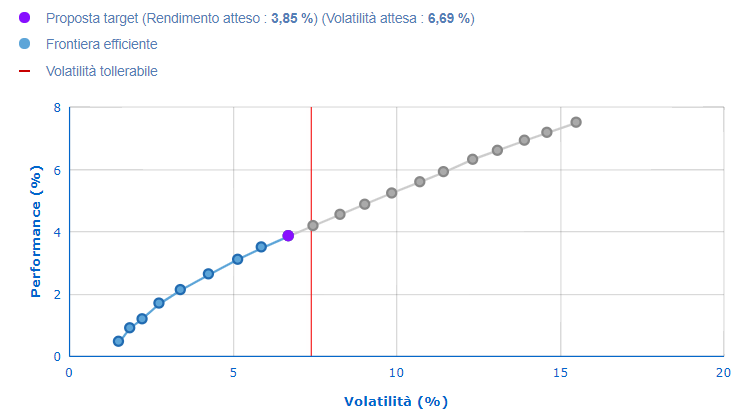 Proposta target (Rendimento atteso : 3,85 %) (Volatilità attesa : 6,69 %)
Frontiera efficiente
Volatilità tollerabile
8
6
4
2
0
Performance (%)
0 5 10 15 20
Volatilità (%)